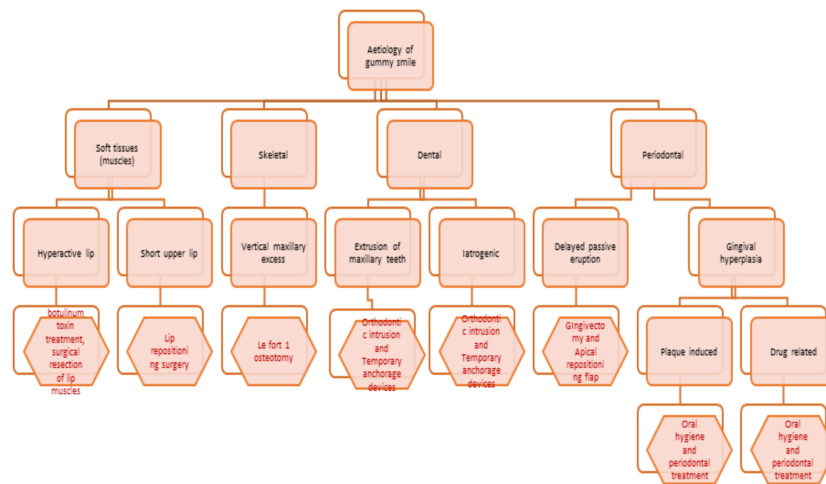 Aetiology of
gummy smile
Soft tissues
(muscles)
Skeletal
Dental
Periodontal
Hyperactive lip
Short upper lip
Vertical maxillary
excess
Extrusion of
maxillary teeth
Iatrogenic
Delayed passive
eruption
Gingival
hyperplasia
botulinum
toxin
treatment,
surgical
resection
of lip
muscles
Lip
repositioni
ng surgery
Le fort 1
osteotomy
Orthodonti
c intrusion
and
Temporary
anchorage
devices
Orthodonti
c intrusion
and
Temporary
anchorage
devices
Gingivecto
my and
Apical
repositioni
ng flap
Plaque induced
Drug related
Oral
hygiene
and
periodontal
treatment
Oral
hygiene
and
periodontal
treatment